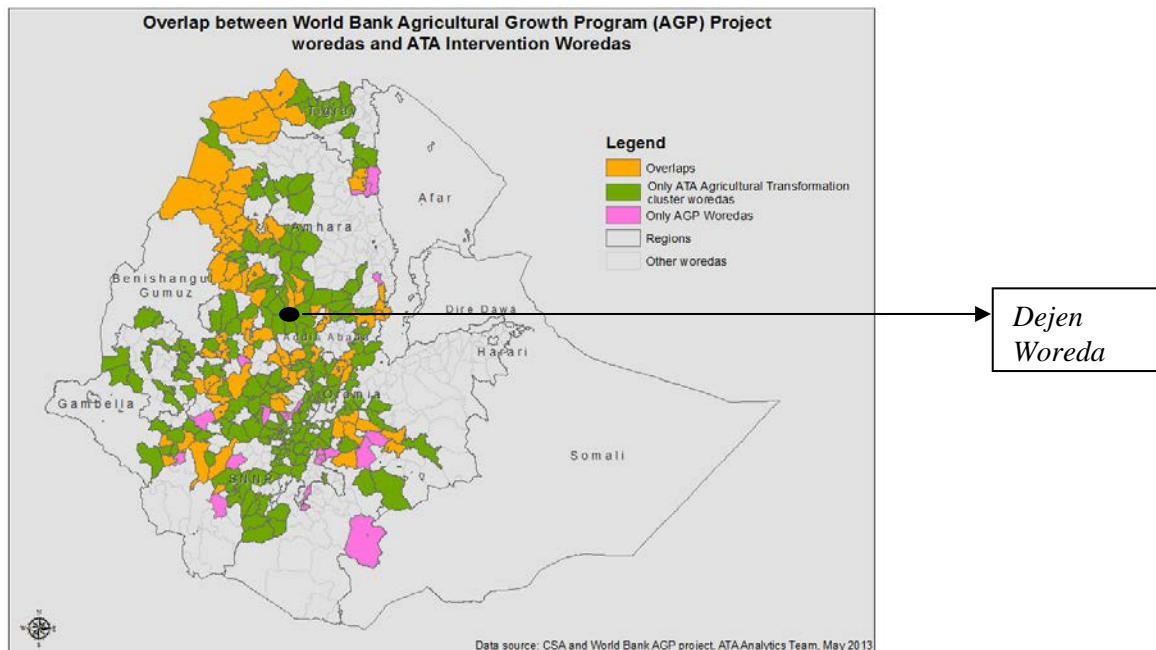 Overlap between World Bank Agricultural Growth Program (AGP) Project
woredas and ATA Intervention Woredas
Tigray
Legend
Overlaps
Only ATA Agricultural Transformation
cluster woredas
Only AGP Woredas
Regions
Other woredas
Afar
Amhara
Benishangul
Gumuz
Dire Dawa
Dejen
Woreda
Addis Ababa
Harari
Gambella
Oromia
Somali
SNNP
N
W
E
S
Data source: CSA and World Bank AGP project, ATA Analytics Team, May 2013